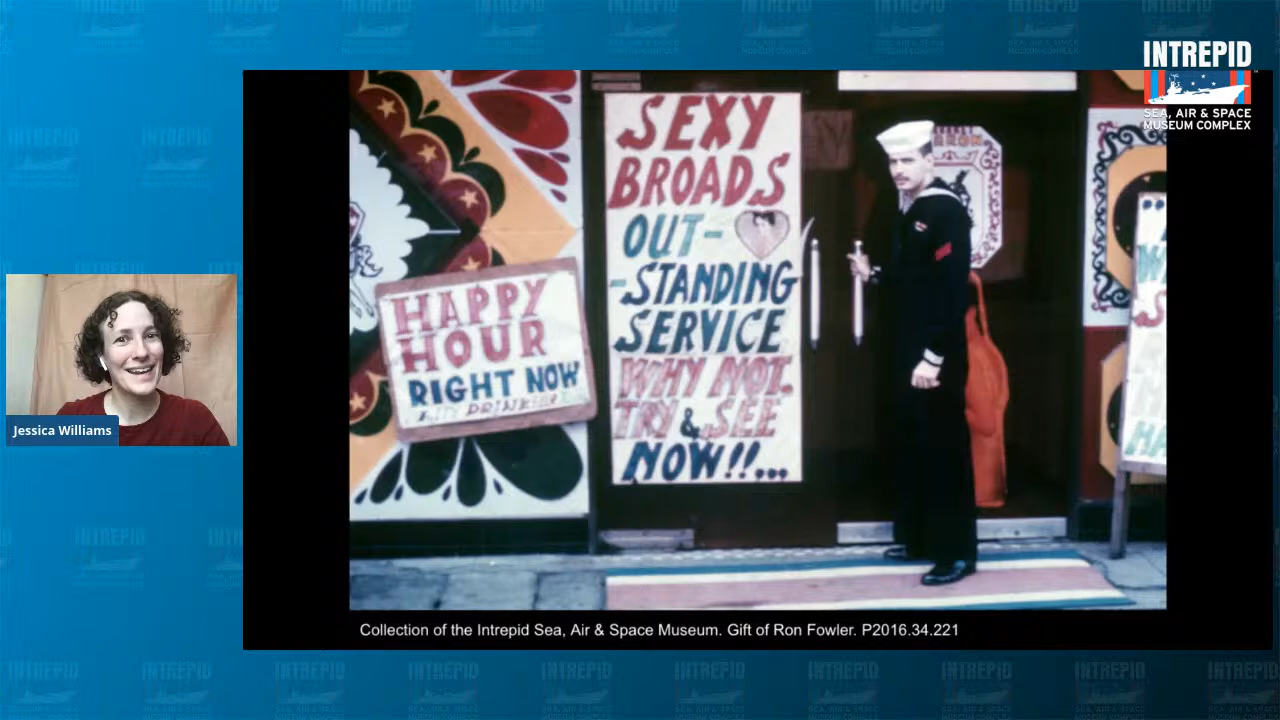 INTREPID
SEA, AIR & SPACE
MUSEUM COMPLEX
SEXY
BROADS
OUT-
-STANDING
SERVICE
WHY NOT.
TRY & SEE
NOW!!...
HAPPY
HOUR
RIGHT NOW
Jessica Williams
Collection of the Intrepid Sea, Air & Space Museum. Gift of Ron Fowler. P2016.34.221